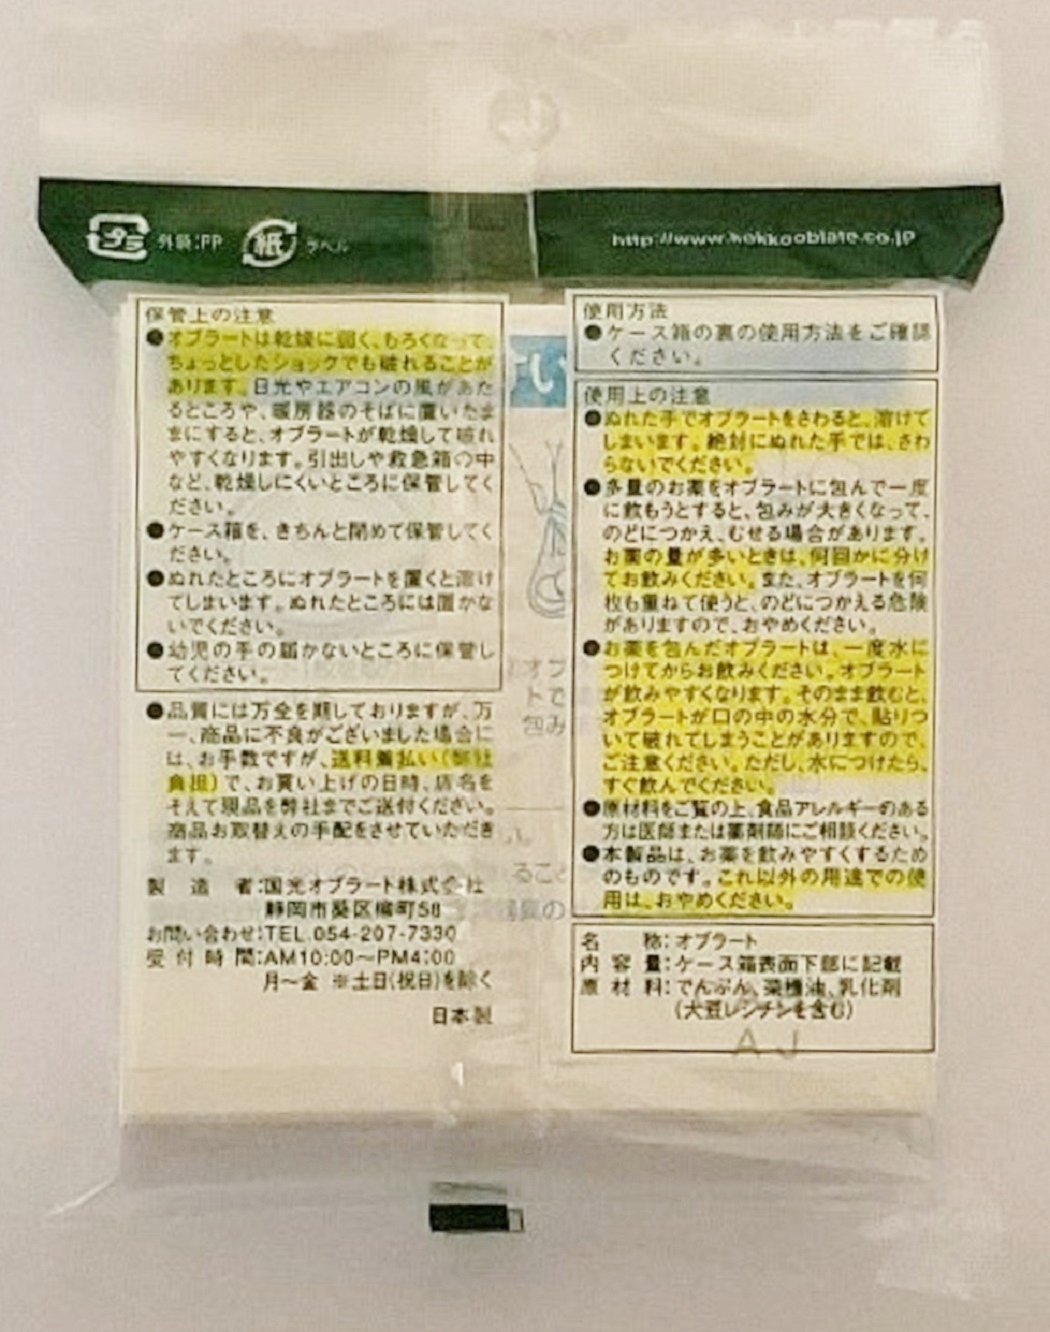 プラ 外装:PP 紙 ラベル
http://www.kokkooblate.co.jp
保管上の注意
●オブラートは乾燥に弱く、もろくなって、
ちょっとしたショックでも破れることが
あります。日光やエアコンの風があた
るところや、暖房器のそばに置いたま
まにすると、オブラートが乾燥して破れ
やすくなります。引出しや救急箱の中
など、乾燥しにくいところに保管してく
ださい。
●ケース箱を、きちんと閉めて保管してく
ださい。
●ぬれたところにオブラートを置くと溶け
てしまいます。ぬれたところには置かな
いでください。
●幼児の手の届かないところに保管し
てください。
●品質には万全を期しておりますが、万
一、商品に不良がございました場合に
は、お手数ですが、送料着払い(弊社
負担)で、お買い上げの日時、店名を
そえて現品を弊社までご送付ください。
商品お取替えの手配をさせていただき
ます。
製造者:国光オブラート株式会社
静岡市葵区楠町58
お問い合わせ:TEL.054-207-7330
受付時間:AM10:00〜PM4:00
月〜金 ※土日(祝日)を除く
日本製
使用方法
●ケース箱の裏の使用方法をご確認
ください。
使用上の注意
●ぬれた手でオブラートをさわると、溶けて
しまいます。絶対にぬれた手では、さわ
らないでください。
●多量のお薬をオブラートに包んで一度
に飲もうとすると、包みが大きくなって、
のどにつかえ、むせる場合があります。
お薬の量が多いときは、何回かに分け
てお飲みください。また、オブラートを何
枚も重ねて使うと、のどにつかえる危険
がありますので、おやめください。
●お薬を包んだオブラートは、一度水に
つけてからお飲みください。オブラート
が飲みやすくなります。そのまま飲むと、
オブラートが口の中の水分で、貼りつ
いて破れてしまうことがありますので、
ご注意ください。ただし、水につけたら、
すぐ飲んでください。
●原材料をご覧の上、食品アレルギーのある
方は医師または薬剤師にご相談ください。
●本製品は、お薬を飲みやすくするため
のものです。これ以外の用途での使
用は、おやめください。
名称:オブラート
内容量:ケース箱表面下部に記載
原材料:でんぷん、菜種油、乳化剤
(大豆レシチンを含む)
AJ